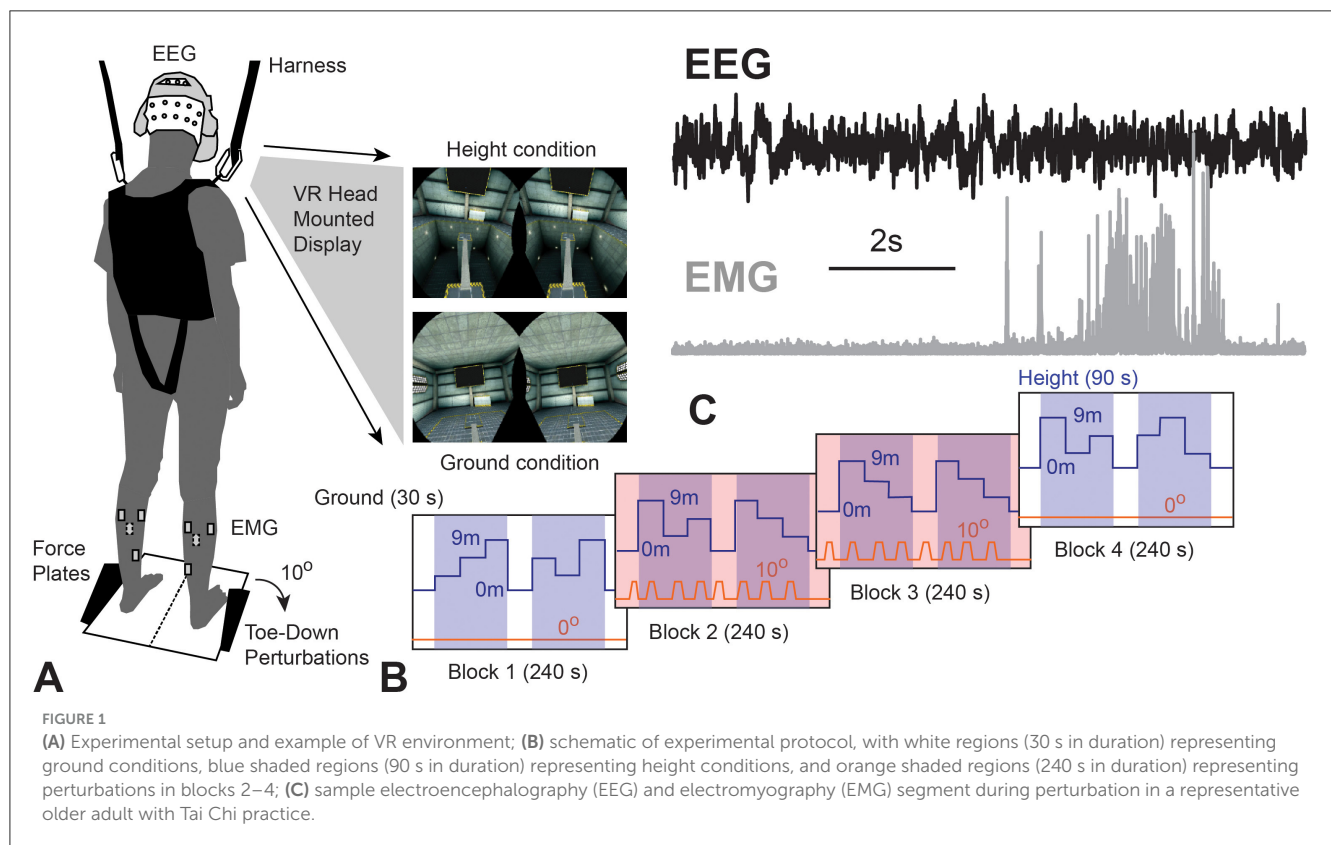 EEG
Harness
VR Head
Mounted
Display
Height condition
Ground condition
EMG
Force
Plates
10o
Toe-Down
Perturbations
A
EEG
2s
EMG
C
Ground (30 s)
9m
0m
0o
Block 1 (240 s)
B
9m
0m
10o
Block 2 (240 s)
9m
0m
10o
Block 3 (240 s)
Height (90 s)
9m
0m
0o
Block 4 (240 s)
FIGURE 1
(A) Experimental setup and example of VR environment; (B) schematic of experimental protocol, with white regions (30 s in duration) representing
ground conditions, blue shaded regions (90 s in duration) representing height conditions, and orange shaded regions (240 s in duration) representing
perturbations in blocks 2–4; (C) sample electroencephalography (EEG) and electromyography (EMG) segment during perturbation in a representative
older adult with Tai Chi practice.